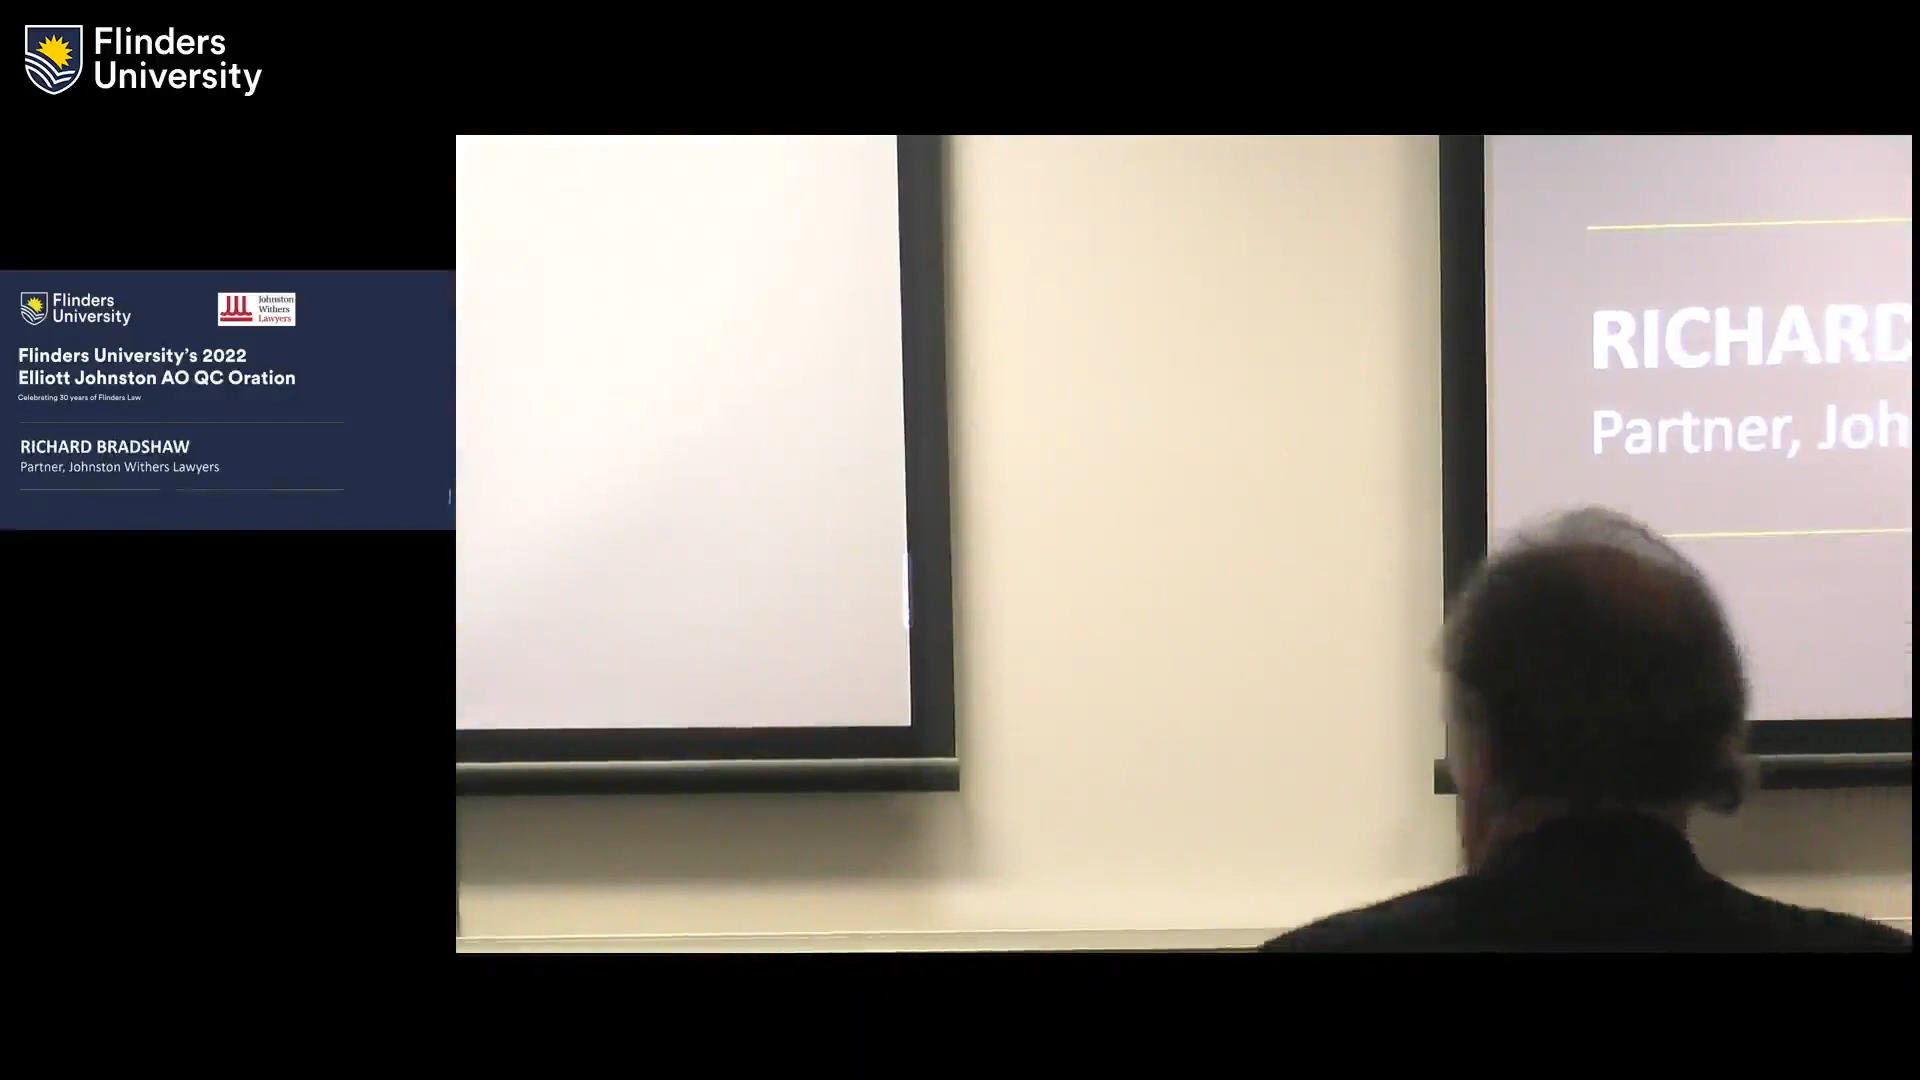 Flinders
University
Flinders
University
Johnston
Withers
Lawyers
Flinders University's 2022
Elliott Johnston AO QC Oration
Celebrating 30 years of Flinders Law
RICHARD BRADSHAW
Partner, Johnston Withers Lawyers
RICHARD
Partner, Joh